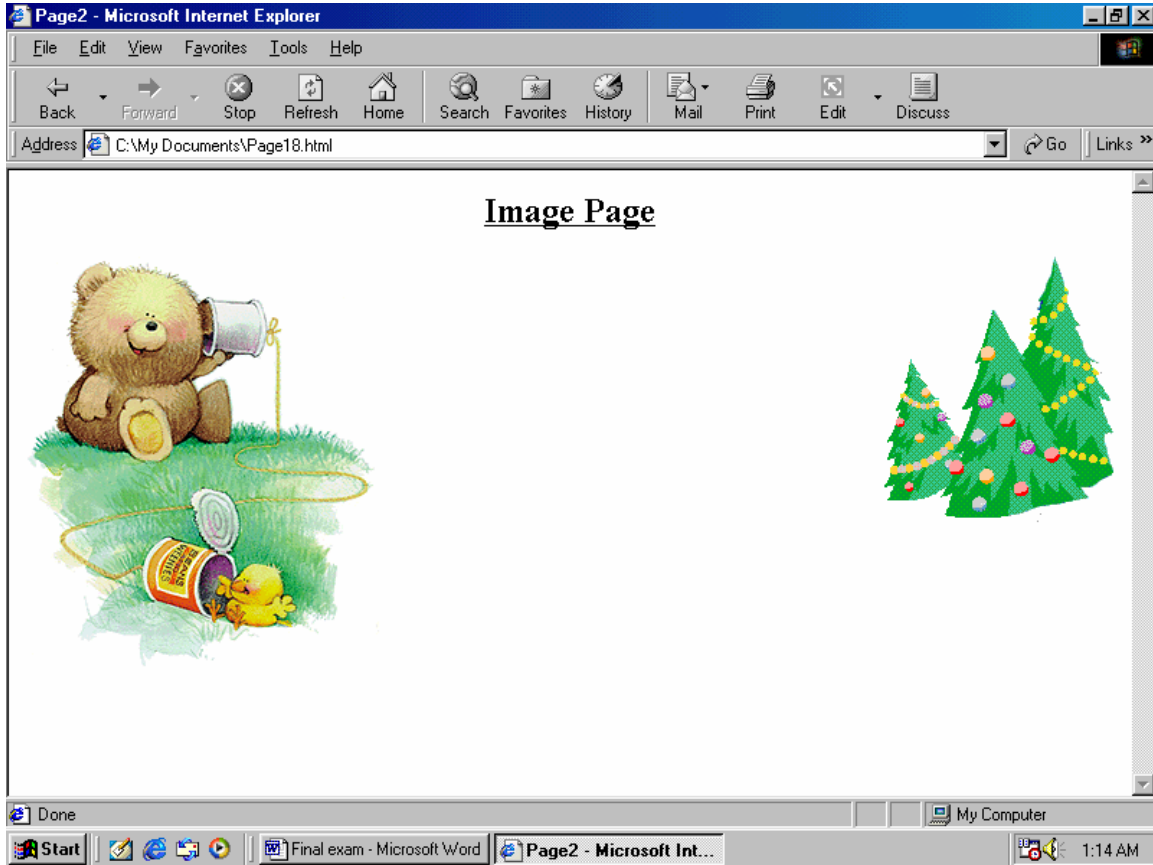 Page2 - Microsoft Internet Explorer
File Edit View Favorites Tools Help
Back Forward Stop Refresh Home Search Favorites History Mail Print Edit Discuss
Address C:\My Documents\Page18.html Go Links »
Image Page
BEANS
WEENIES
Done My Computer
Start Final exam - Microsoft Word Page2 - Microsoft Int... 1:14 AM